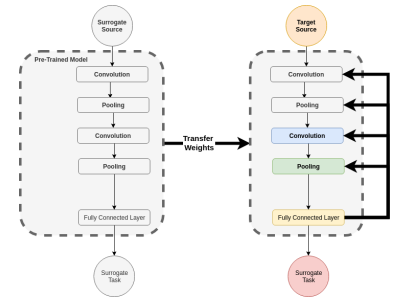 Surrogate
Source
Pre-Trained Model
Convolution
Pooling
Convolution
Pooling
Fully Connected Layer
Surrogate
Task
Transfer
Weights
Target
Source
Convolution
Pooling
Convolution
Pooling
Fully Connected Layer
Surrogate
Task